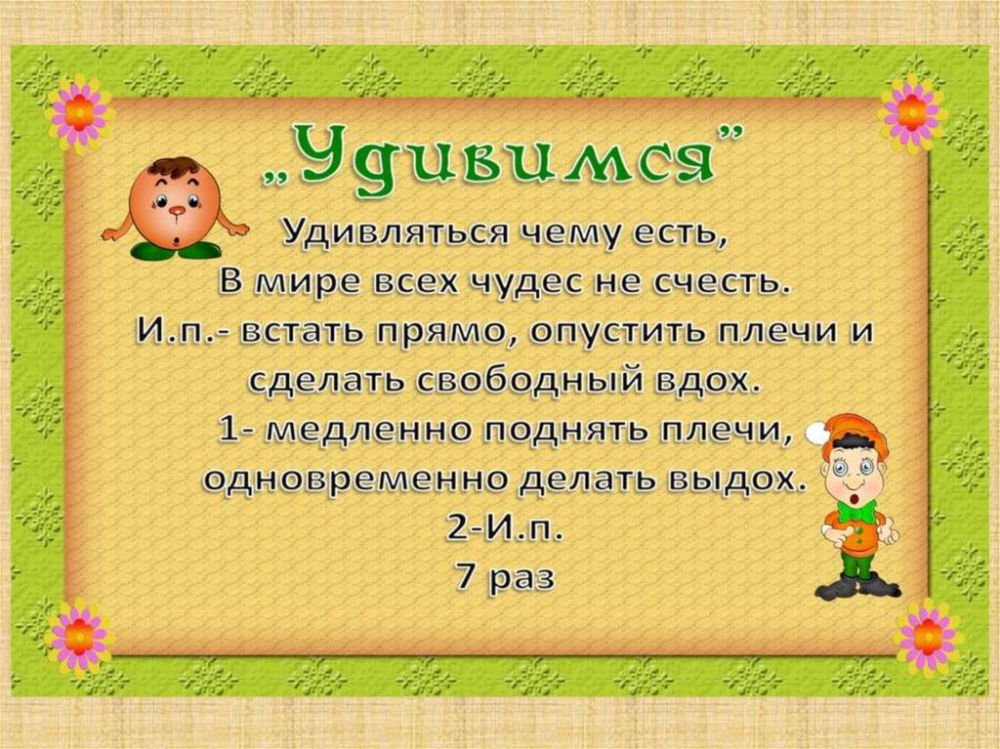 „Удивимся”
Удивляться чему есть,
В мире всех чудес не счесть.
И.п.- встать прямо, опустить плечи и
сделать свободный вдох.
1- медленно поднять плечи,
одновременно делать выдох.
2-И.п.
7 раз